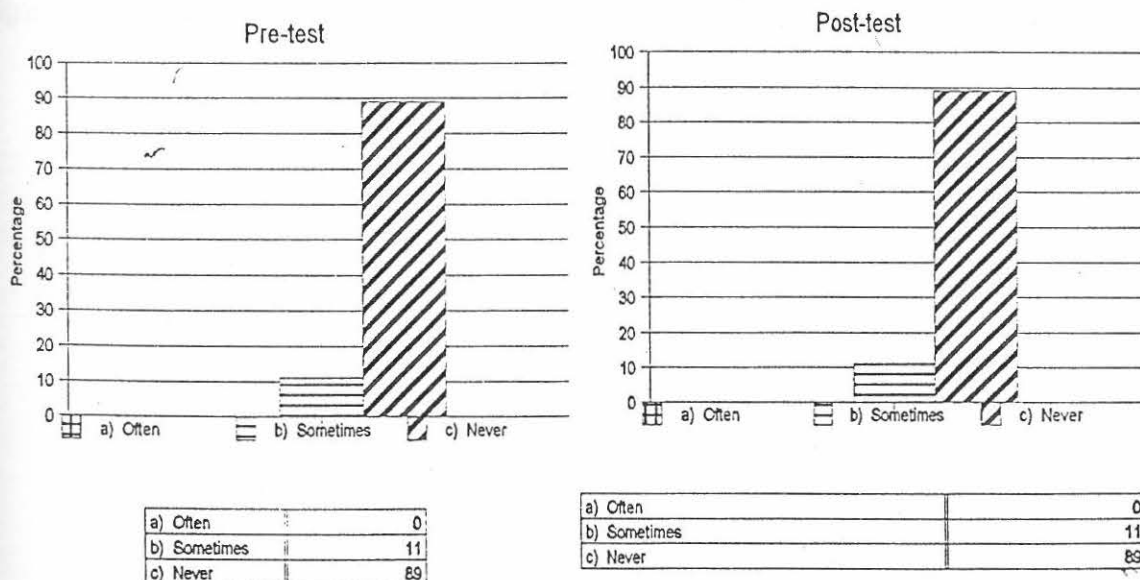 Pre-test
Percentage
100
90
80
70
60
50
40
30
20
10
0
a) Often b) Sometimes c) Never
a) Often 0
b) Sometimes 11
c) Never 89
Post-test
Percentage
100
90
80
70
60
50
40
30
20
10
0
a) Often b) Sometimes c) Never
a) Often 0
b) Sometimes 11
c) Never 89